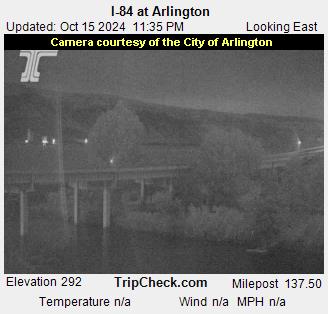 I-84 at Arlington
Updated: Oct 15 2024 11:35 PM Looking East
Camera courtesy of the City of Arlington
Elevation 292 TripCheck.com Milepost 137.50
Temperature n/a Wind n/a MPH n/a